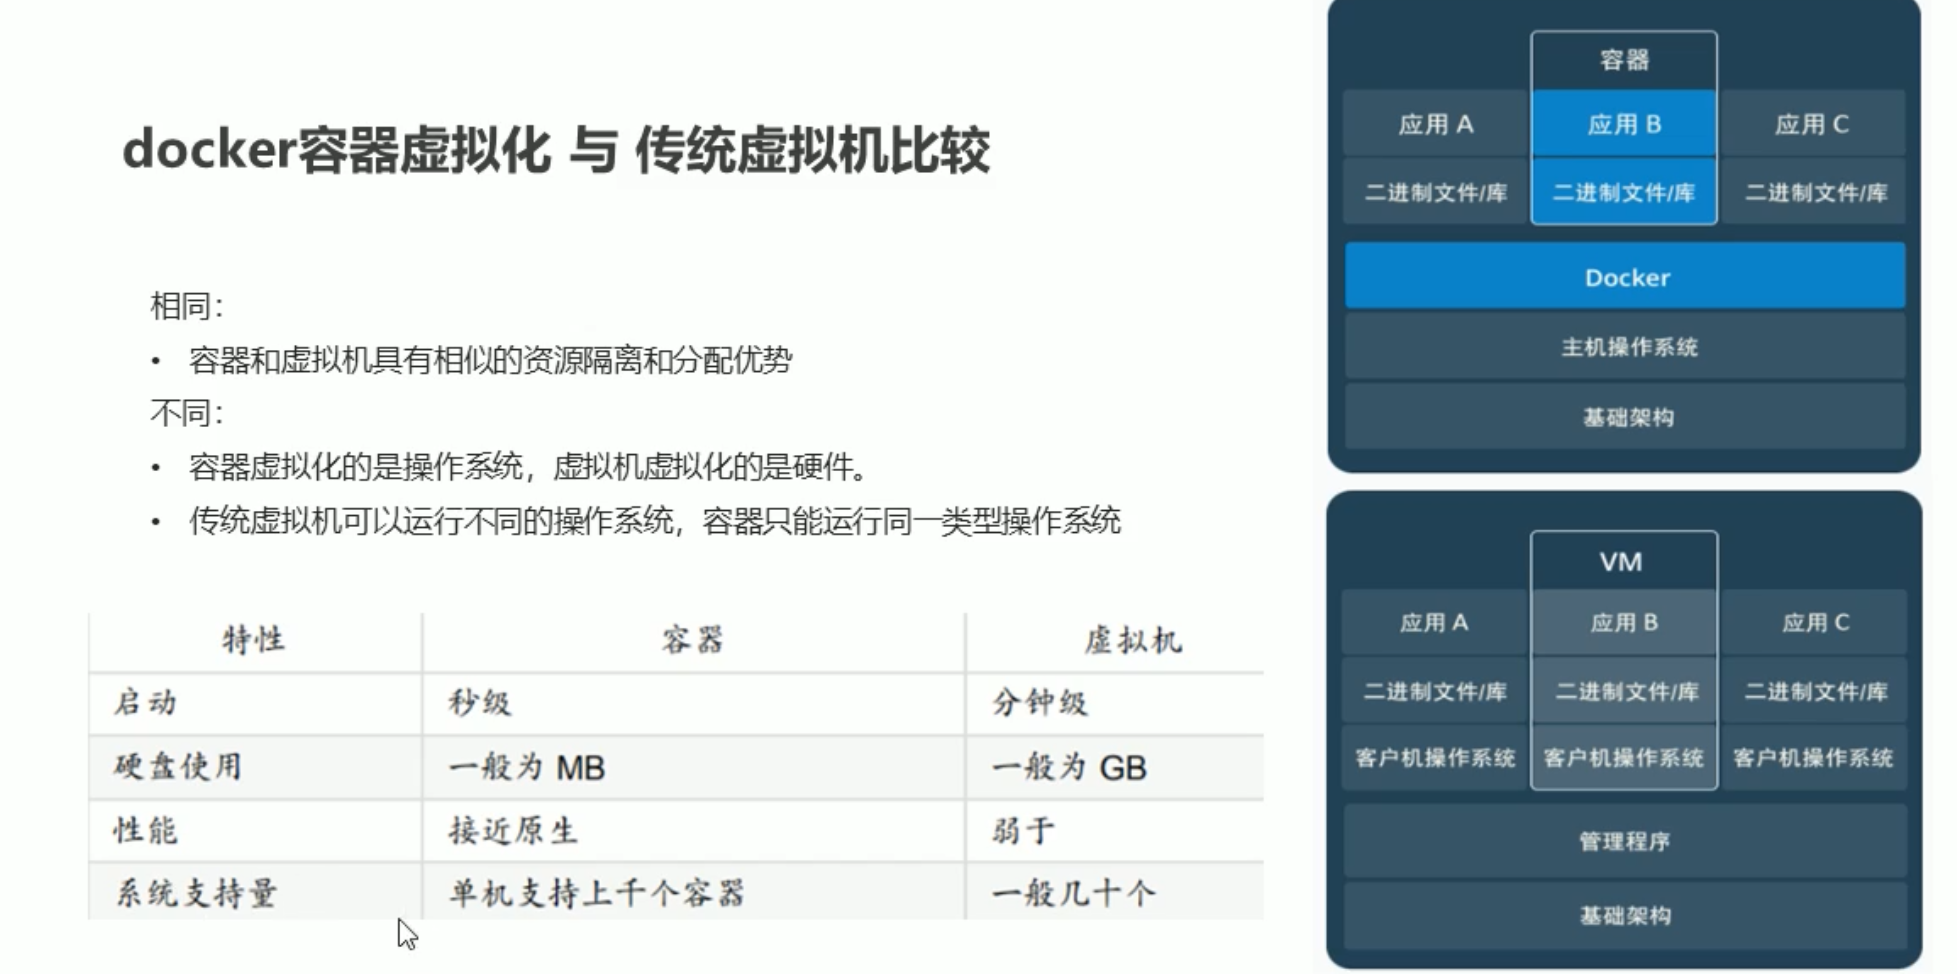 docker容器虚拟化 与 传统虚拟机比较
相同：
• 容器和虚拟机具有相似的资源隔离和分配优势
不同：
• 容器虚拟化的是操作系统，虚拟机虚拟化的是硬件。
• 传统虚拟机可以运行不同的操作系统，容器只能运行同一类型操作系统
特性 容器 虚拟机
启动 秒级 分钟级
硬盘使用 一般为 MB 一般为 GB
性能 接近原生 弱于
系统支持量 单机支持上千个容器 一般几十个
容器
应用 A 应用 B 应用 C
二进制文件/库 二进制文件/库 二进制文件/库
Docker
主机操作系统
基础架构
VM
应用 A 应用 B 应用 C
二进制文件/库 二进制文件/库 二进制文件/库
客户机操作系统 客户机操作系统 客户机操作系统
管理程序
基础架构